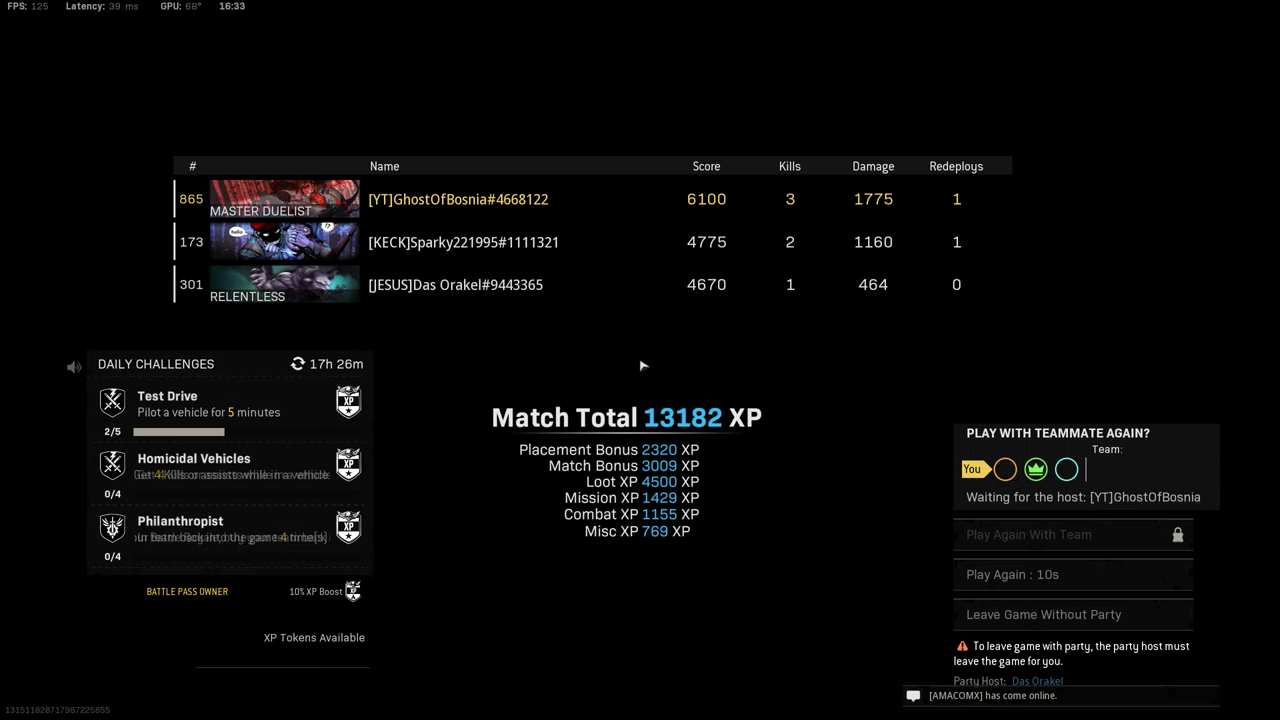 FPS: 125 Latency: 39 ms GPU: 68° 16:33
# Name Score Kills Damage Redeploys
865 MASTER DUELIST [YT]GhostOfBosnia#4668122 6100 3 1775 1
hello. !?
173 [KECK]Sparky221995#1111321 4775 2 1160 1
301 RELENTLESS [JESUS]Das Orakel#9443365 4670 1 464 0
DAILY CHALLENGES 17h 26m
Test Drive
Pilot a vehicle for 5 minutes
XP
2/5
Homicidal Vehicles
XP
0/4
Philanthropist
XP
0/4
BATTLE PASS OWNER 10% XP Boost
XP Tokens Available
Match Total 13182 XP
Placement Bonus 2320 XP
Match Bonus 3009 XP
Loot XP 4500 XP
Mission XP 1429 XP
Combat XP 1155 XP
Misc XP 769 XP
PLAY WITH TEAMMATE AGAIN?
Team:
You
Waiting for the host: [YT]GhostOfBosnia
Play Again With Team
Play Again : 10s
Leave Game Without Party
To leave game with party, the party host must
leave the game for you.
Party Host: Das Orakel
[AMACOMX] has come online.